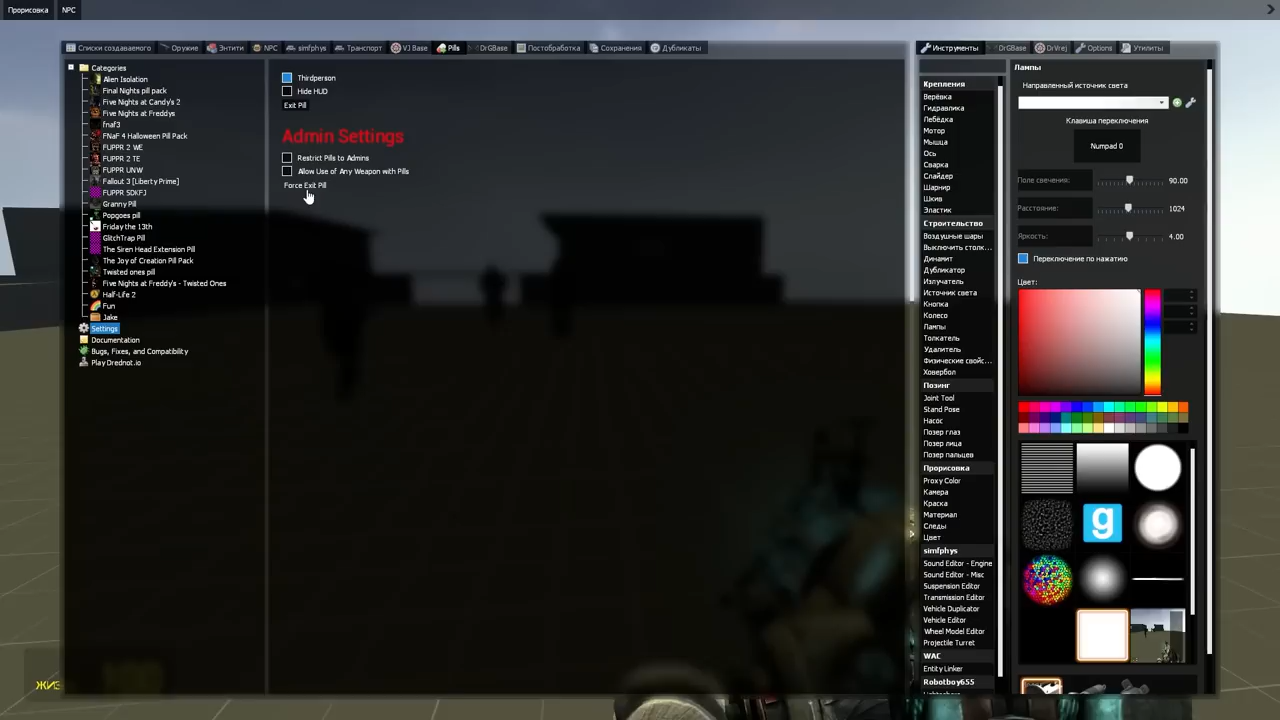 Прорисовка NPC
Списки создаваемого Оружие Энтити NPC simfphys Транспорт VJ Base Pills DrGBase Постобработка Сохранения Дубликаты
Categories
Alien Isolation
Final Nights pill pack
Five Nights at Candy's 2
Five Nights at Freddys
fnaf3
FNaF 4 Halloween Pill Pack
FUPPR 2 WE
FUPPR 2 TE
FUPPR UNW
Fallout 3 [Liberty Prime]
FUPPR SDKFJ
Granny Pill
Popgoes pill
Friday the 13th
GlitchTrap Pill
The Siren Head Extension Pill
The Joy of Creation Pill Pack
Twisted ones pill
Five Nights at Freddy's - Twisted Ones
Half-Life 2
Fun
Jake
Settings
Documentation
Bugs, Fixes, and Compatibility
Play Drednot.io
Thirdperson
Hide HUD
Exit Pill
Admin Settings
Restrict Pills to Admins
Allow Use of Any Weapon with Pills
Force Exit Pill
Инструменты DrGBase DrVrej Options Утилиты
Крепления
Верёвка
Гидравлика
Лебёдка
Мотор
Мышца
Ось
Сварка
Слайдер
Шарнир
Шкив
Эластик
Строительство
Воздушные шары
Выключить столк...
Динамит
Дубликатор
Излучатель
Источник света
Кнопка
Колесо
Лампы
Толкатель
Удалитель
Физические свойс...
Ховербол
Позинг
Joint Tool
Stand Pose
Насос
Позер глаз
Позер лица
Позер пальцев
Прорисовка
Proxy Color
Камера
Краска
Материал
Следы
Цвет
simfphys
Sound Editor - Engine
Sound Editor - Misc
Suspension Editor
Transmission Editor
Vehicle Duplicator
Vehicle Editor
Wheel Model Editor
Projectile Turret
WAC
Entity Linker
Robotboy655
Лампы
Направленный источник света
Клавиша переключения
Numpad 0
Поле свечения: 90.00
Расстояние: 1024
Яркость: 4.00
Переключение по нажатию
Цвет:
g
ЖИЗ